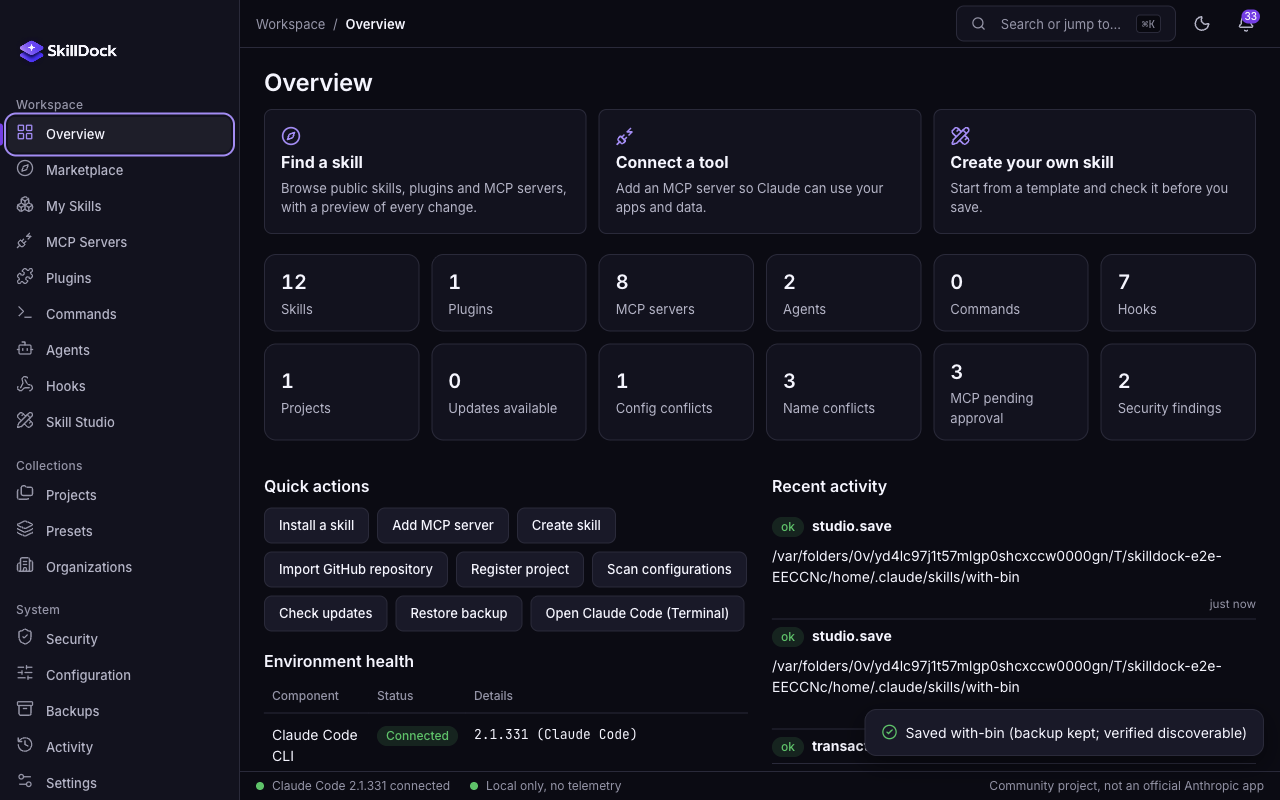 SkillDock
Workspace
Overview
Marketplace
My Skills
MCP Servers
Plugins
Commands
Agents
Hooks
Skill Studio
Collections
Projects
Presets
Organizations
System
Security
Configuration
Backups
Activity
Settings
Workspace / Overview
Search or jump to... ⌘K
33
Overview
Find a skill
Browse public skills, plugins and MCP servers,
with a preview of every change.
Connect a tool
Add an MCP server so Claude can use your
apps and data.
Create your own skill
Start from a template and check it before you
save.
12
Skills
1
Plugins
8
MCP servers
2
Agents
0
Commands
7
Hooks
1
Projects
0
Updates available
1
Config conflicts
3
Name conflicts
3
MCP pending
approval
2
Security findings
Quick actions
Install a skill
Add MCP server
Create skill
Import GitHub repository
Register project
Scan configurations
Check updates
Restore backup
Open Claude Code (Terminal)
Environment health
Component Status Details
Claude Code
CLI
Connected
2.1.331 (Claude Code)
Recent activity
ok studio.save
/var/folders/0v/yd4lc97j1t57mlgp0shcxccw0000gn/T/skilldock-e2e-
EECCNc/home/.claude/skills/with-bin
just now
ok studio.save
/var/folders/0v/yd4lc97j1t57mlgp0shcxccw0000gn/T/skilldock-e2e-
EECCNc/home/.claude/skills/with-bin
ok
Saved with-bin (backup kept; verified discoverable)
Claude Code 2.1.331 connected
Local only, no telemetry
Community project, not an official Anthropic app